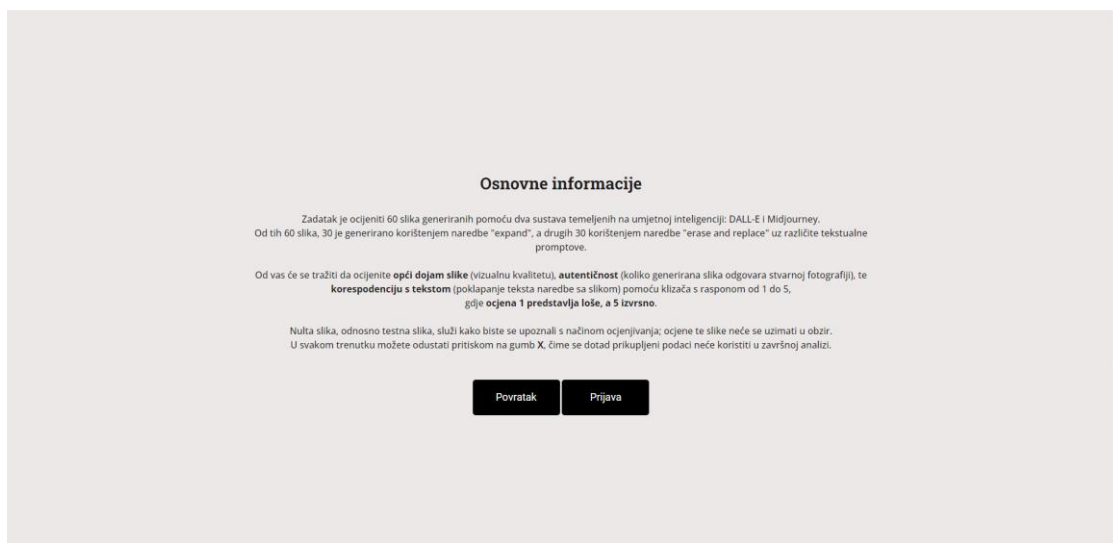 Osnovne informacije
Zadatak je ocijeniti 60 slika generiranih pomoću dva sustava temeljenih na umjetnoj inteligenciji: DALL-E i Midjourney.
Od tih 60 slika, 30 je generirano korištenjem naredbe "expand", a drugih 30 korištenjem naredbe "erase and replace" uz različite tekstualne
promptove.
Od vas će se tražiti da ocijenite opći dojam slike (vizualnu kvalitetu), autentičnost (koliko generirana slika odgovara stvarnoj fotografiji), te
korespodenciju s tekstom (poklapanje teksta naredbe sa slikom) pomoću klizača s rasponom od 1 do 5,
gdje ocjena 1 predstavlja loše, a 5 izvrsno.
Nulta slika, odnosno testna slika, služi kako biste se upoznali s načinom ocjenjivanja; ocjene te slike neće se uzimati u obzir.
U svakom trenutku možete odustati pritiskom na gumb X, čime se dotad prikupljeni podaci neće koristiti u završnoj analizi.
Povratak Prijava